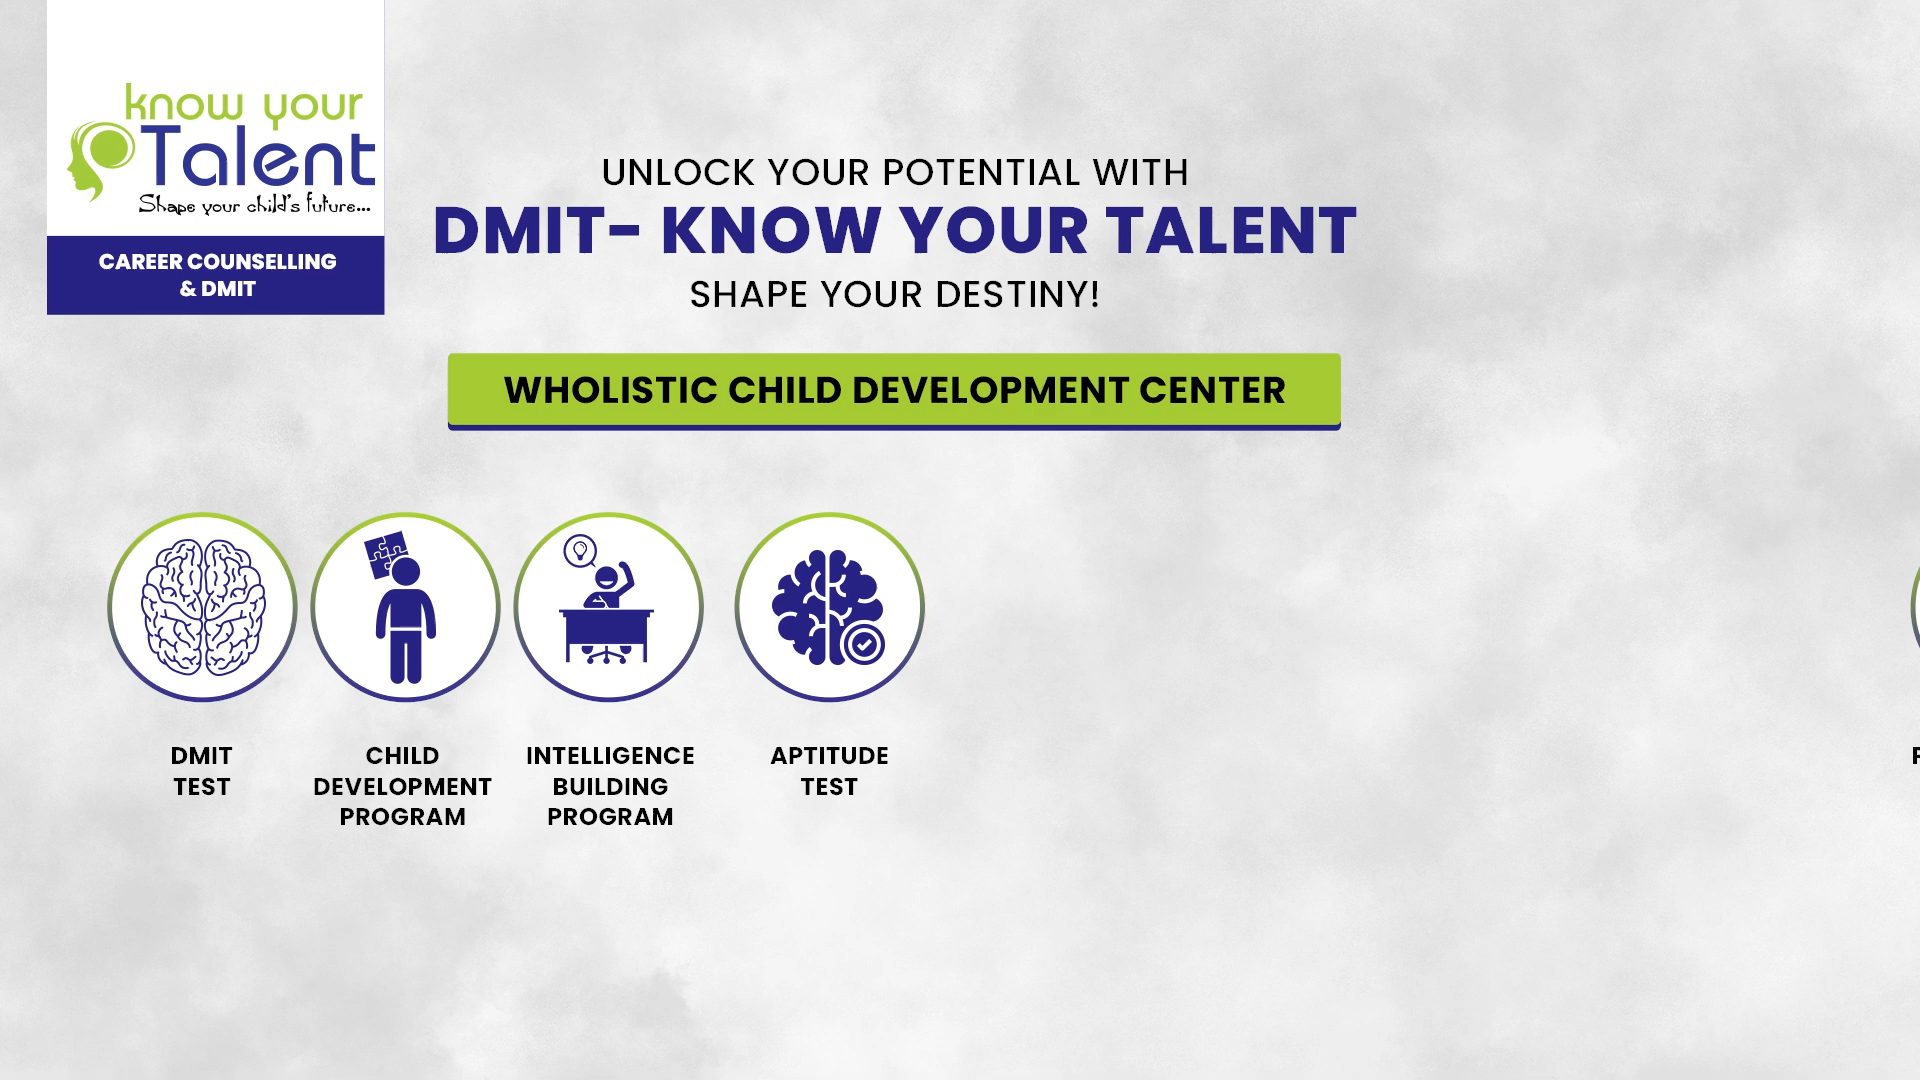 know your
Talent
Shape your child's future...
CAREER COUNSELLING
& DMIT
UNLOCK YOUR POTENTIAL WITH
DMIT- KNOW YOUR TALENT
SHAPE YOUR DESTINY!
WHOLISTIC CHILD DEVELOPMENT CENTER
DMIT
TEST
CHILD
DEVELOPMENT
PROGRAM
INTELLIGENCE
BUILDING
PROGRAM
APTITUDE
TEST